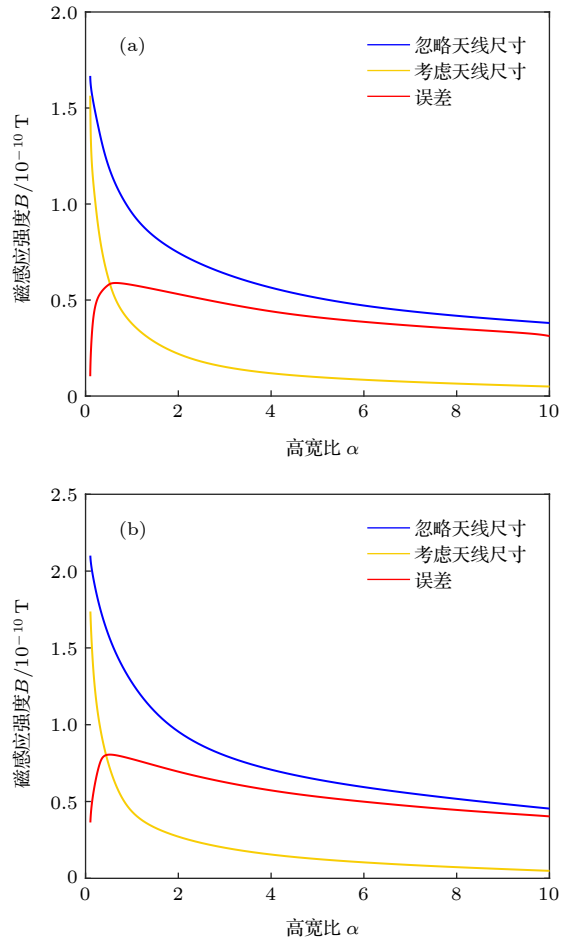 2.0
(a)
忽略天线尺寸
考虑天线尺寸
误差
1.5
1.0
0.5
0
磁感应强度B/10⁻¹⁰ T
0 2 4 6 8 10
高宽比 α
2.5
(b)
忽略天线尺寸
考虑天线尺寸
误差
2.0
1.5
1.0
0.5
0
磁感应强度B/10⁻¹⁰ T
0 2 4 6 8 10
高宽比 α